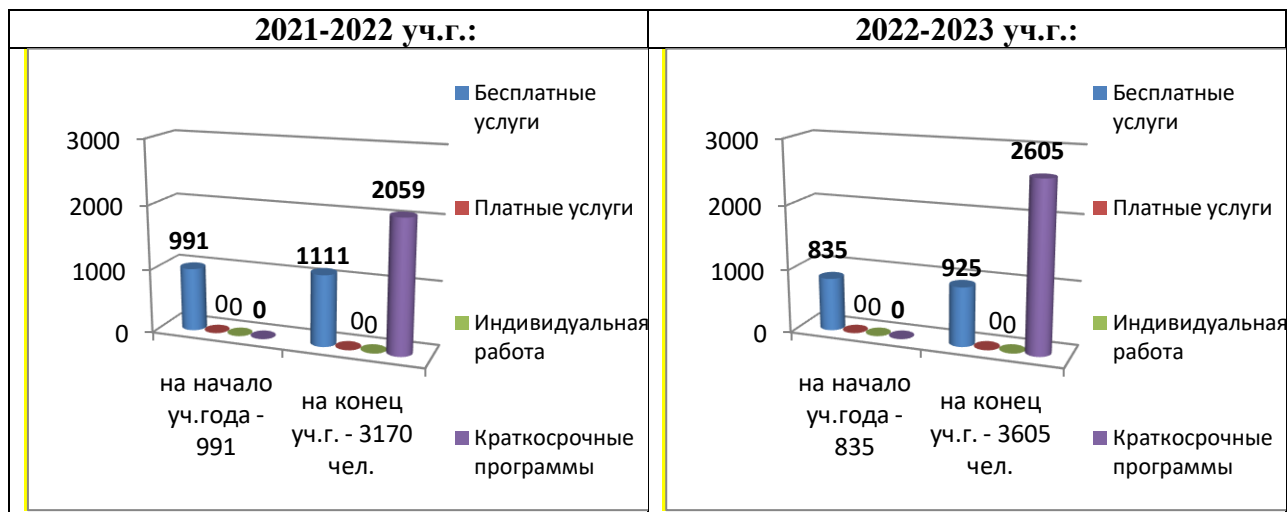 2021-2022 уч.г.:
2022-2023 уч.г.:
Бесплатные
услуги
Платные услуги
Индивидуальная
работа
Краткосрочные
программы
3000
2000
1000
0
991
00 0
1111
00
2059
на начало
уч.года -
991
на конец
уч.г. - 3170
чел.
Бесплатные
услуги
Платные услуги
Индивидуальная
работа
Краткосрочные
программы
3000
2000
1000
0
835
00 0
925
00
2605
на начало
уч.года -
835
на конец
уч.г. - 3605
чел.